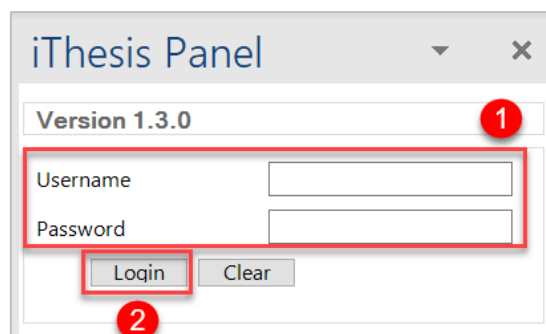 iThesis Panel
Version 1.3.0
1
Username
Password
Login Clear
2